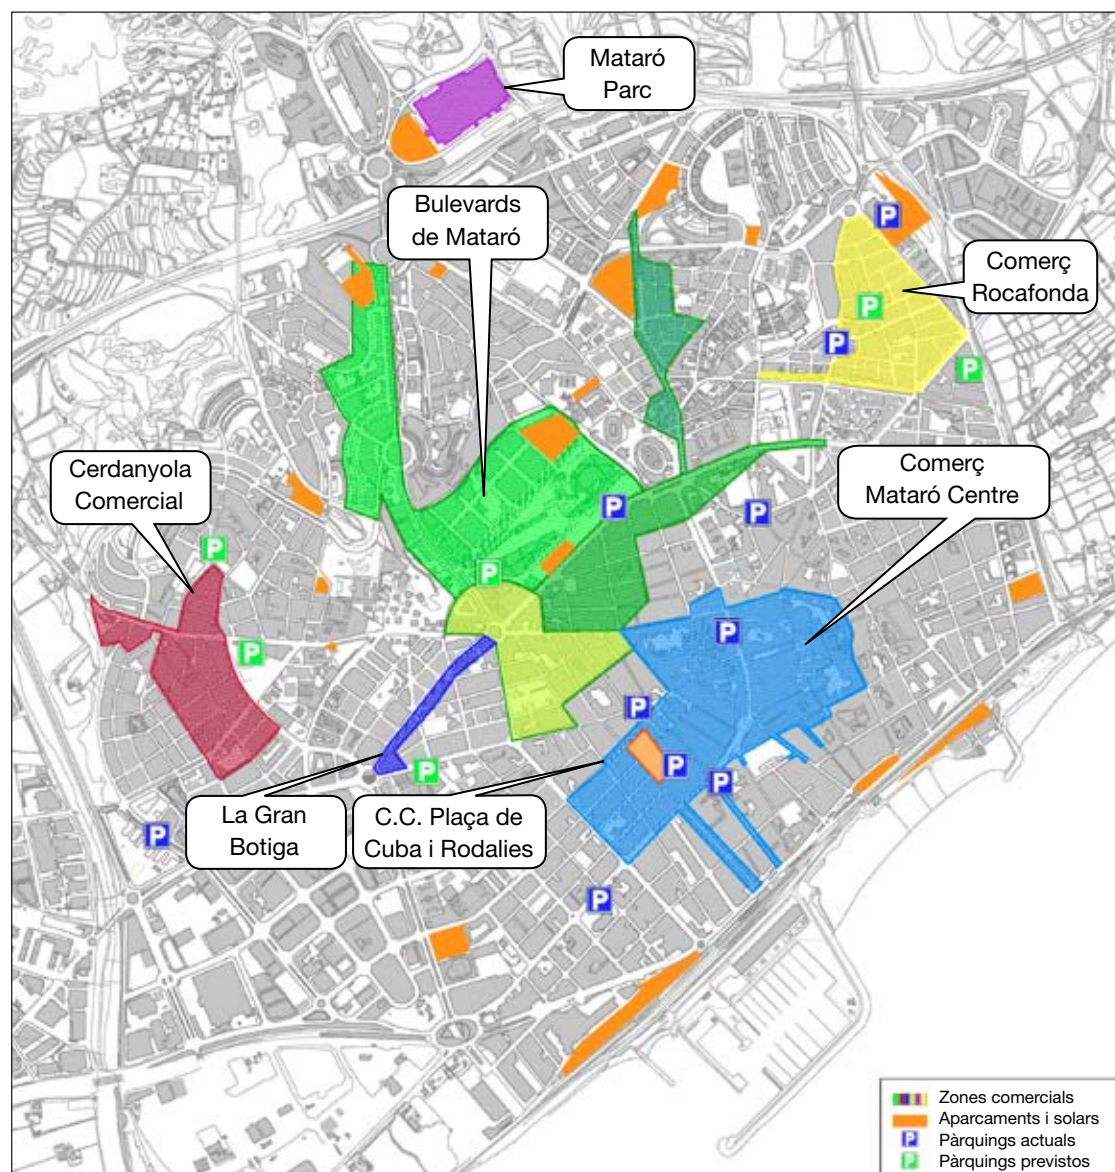 Mataró
Parc
Bulevards
de Mataró
Comerç
Rocafonda
P
P
P
P
Cerdanyola
Comercial
Comerç
Mataró Centre
P
P
P
P
P
P
P
P
P
P
La Gran
Botiga
C.C. Plaça de
Cuba i Rodalies
P
P
Zones comercials
Aparcaments i solars
P Pàrquings actuals
P Pàrquings previstos